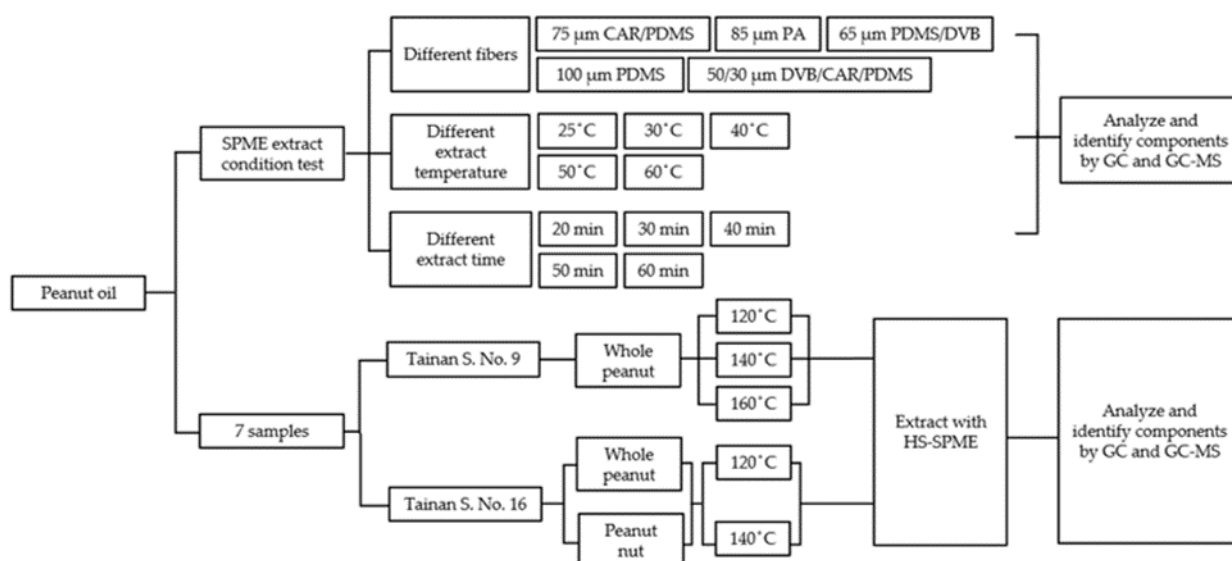 Different fibers
75 µm CAR/PDMS
85 µm PA
65 µm PDMS/DVB
100 µm PDMS
50/30 µm DVB/CAR/PDMS
SPME extract
condition test
Different
extract
temperature
25˚C
30˚C
40˚C
50˚C
60˚C
Different
extract time
20 min
30 min
40 min
50 min
60 min
Analyze and
identify components
by GC and GC-MS
Peanut oil
7 samples
Tainan S. No. 9
Whole
peanut
120˚C
140˚C
160˚C
Tainan S. No. 16
Whole
peanut
Peanut
nut
120˚C
140˚C
Extract with
HS-SPME
Analyze and
identify components
by GC and GC-MS